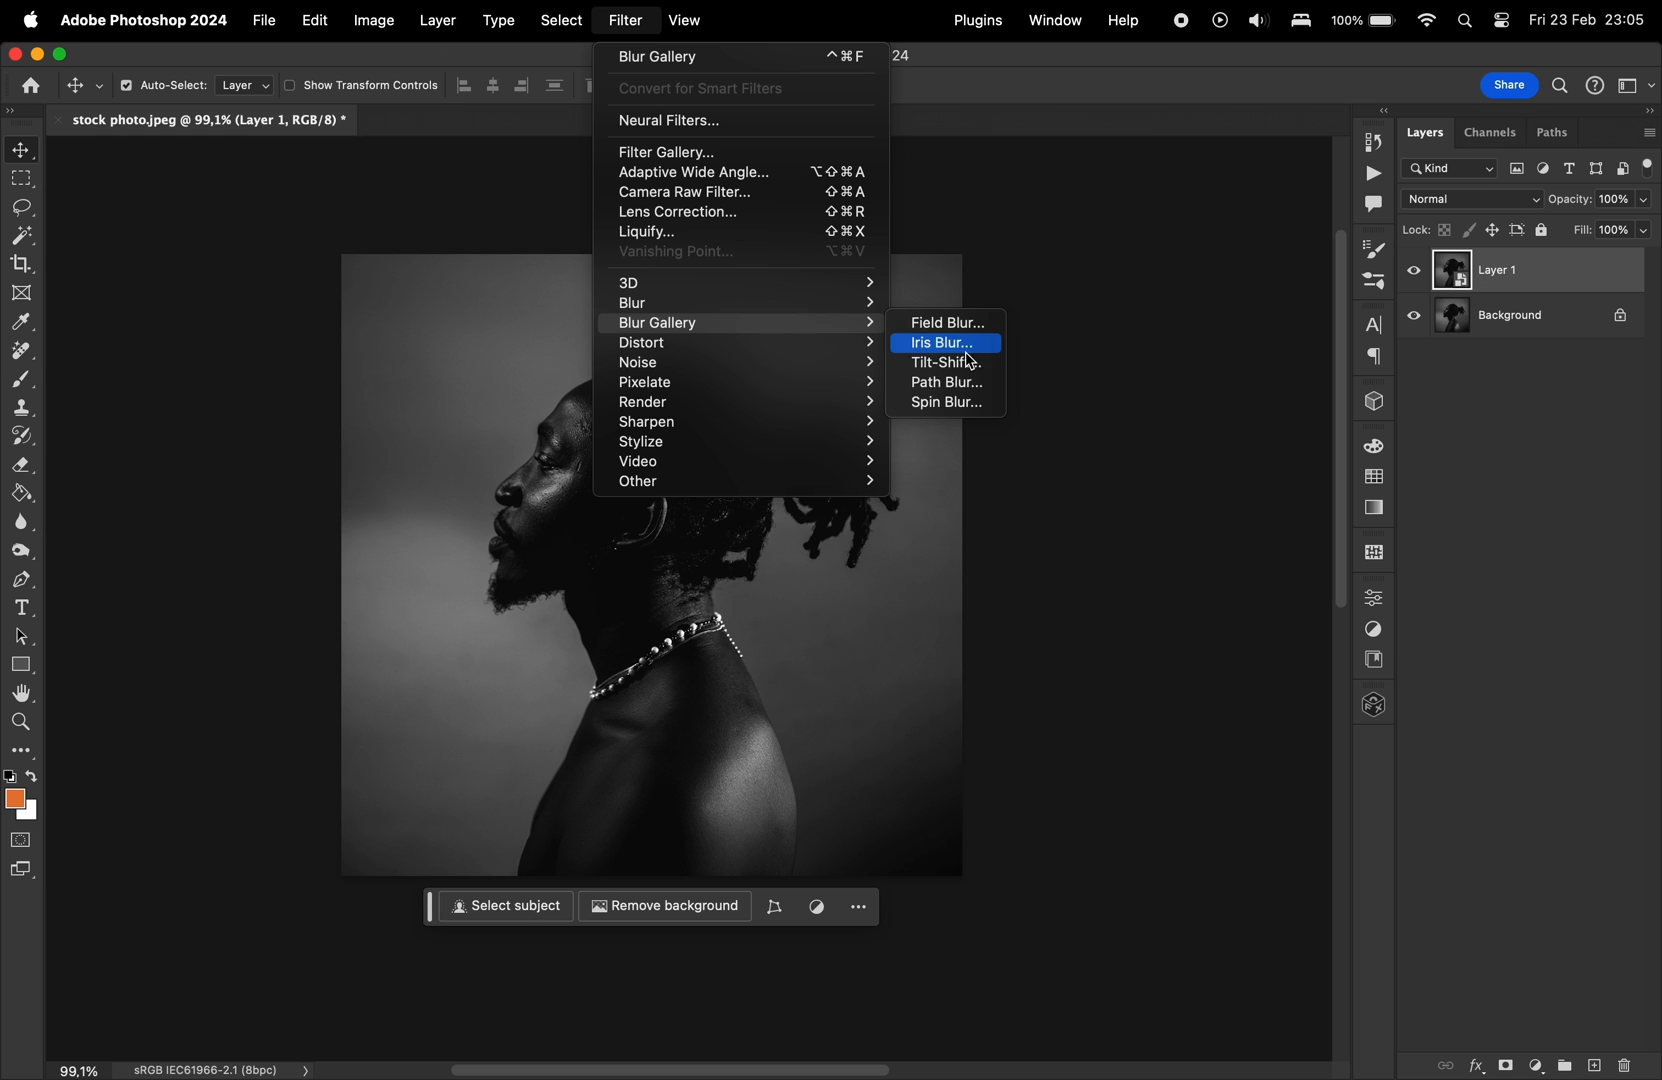 Adobe Photoshop 2024 File Edit Image Layer Type Select Filter View Plugins Window Help 100% Fri 23 Feb 23:05
24
Auto-Select: Layer Show Transform Controls Share
stock photo.jpeg @ 99,1% (Layer 1, RGB/8) *
Blur Gallery ⌃⌘F
Convert for Smart Filters
Neural Filters...
Filter Gallery...
Adaptive Wide Angle... ⌥⇧⌘A
Camera Raw Filter... ⇧⌘A
Lens Correction... ⇧⌘R
Liquify... ⇧⌘X
Vanishing Point... ⌥⌘V
3D
Blur
Blur Gallery
Distort
Noise
Pixelate
Render
Sharpen
Stylize
Video
Other
Field Blur...
Iris Blur...
Path Blur...
Spin Blur...
Layers Channels Paths
Kind
Normal Opacity: 100%
Lock: Fill: 100%
Layer 1
Background
Select subject Remove background
99,1% sRGB IEC61966-2.1 (8bpc)